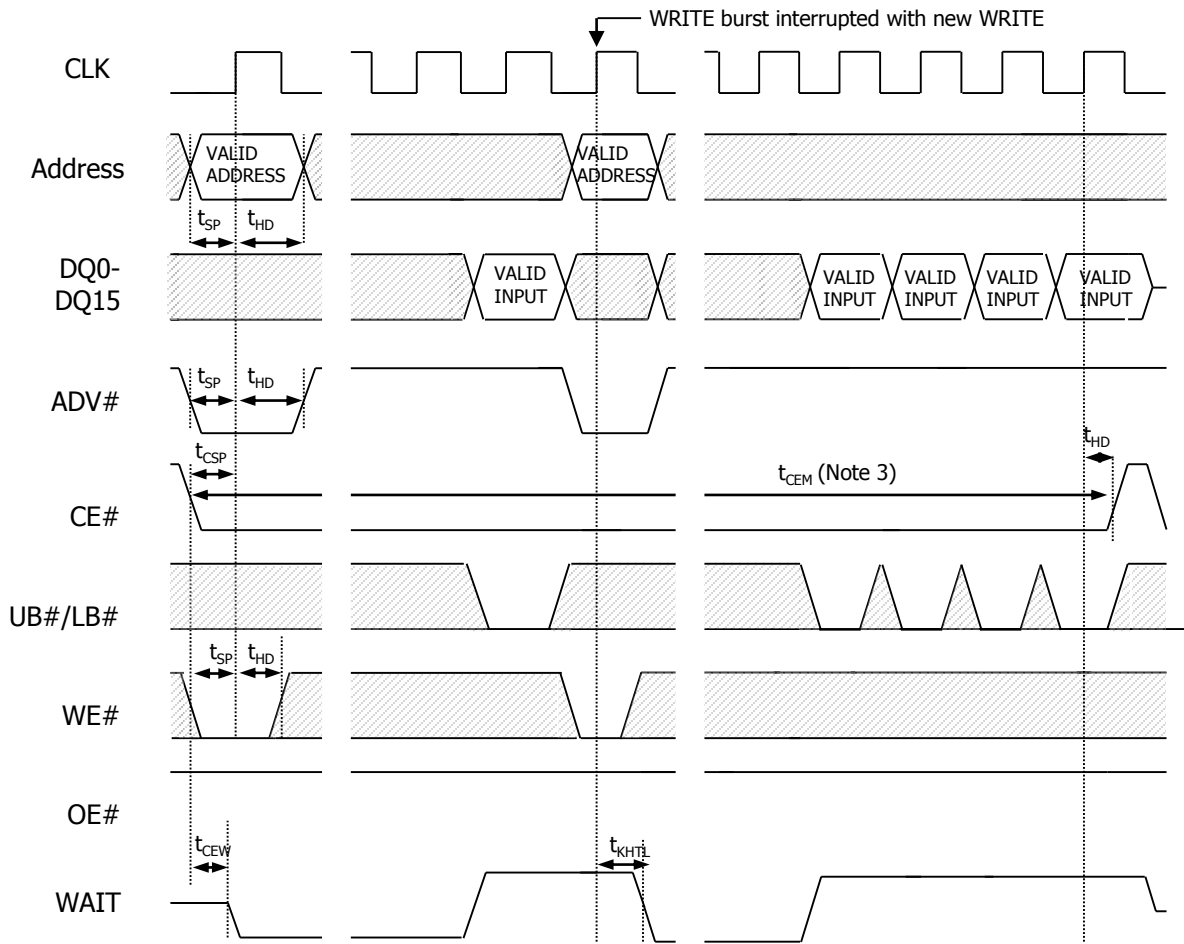 WRITE burst interrupted with new WRITE
CLK
Address
VALID
ADDRESS
VALID
ADDRESS
tSP
tHD
DQ0-
DQ15
VALID
INPUT
VALID
INPUT
VALID
INPUT
VALID
INPUT
VALID
INPUT
ADV#
tSP
tHD
tHD
tCSP
CE#
tCEM (Note 3)
UB#/LB#
tSP
tHD
WE#
OE#
tCEW
tKHTL
WAIT